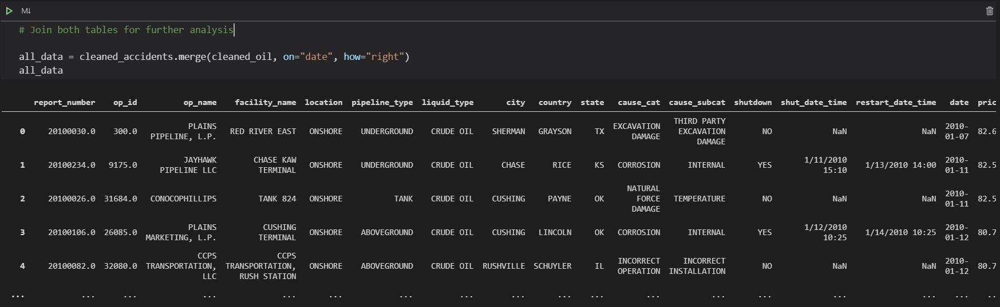 M↓
# Join both tables for further analysis
all_data = cleaned_accidents.merge(cleaned_oil, on="date", how="right")
all_data
report_number op_id op_name facility_name location pipeline_type liquid_type city country state cause_cat cause_subcat shutdown shut_date_time restart_date_time date pric
0 20100030.0 300.0 PLAINS PIPELINE, L.P. RED RIVER EAST ONSHORE UNDERGROUND CRUDE OIL SHERMAN GRAYSON TX EXCAVATION DAMAGE THIRD PARTY EXCAVATION DAMAGE NO NaN NaN 2010-01-07 82.6
1 20100234.0 9175.0 JAYHAWK PIPELINE LLC CHASE KAW TERMINAL ONSHORE UNDERGROUND CRUDE OIL CHASE RICE KS CORROSION INTERNAL YES 1/11/2010 15:10 1/13/2010 14:00 2010-01-11 82.5
2 20100026.0 31684.0 CONOCOPHILLIPS TANK 824 ONSHORE TANK CRUDE OIL CUSHING PAYNE OK NATURAL FORCE DAMAGE TEMPERATURE NO NaN NaN 2010-01-11 82.5
3 20100106.0 26085.0 PLAINS MARKETING, L.P. CUSHING TERMINAL ONSHORE ABOVEGROUND CRUDE OIL CUSHING LINCOLN OK CORROSION INTERNAL YES 1/12/2010 10:25 1/14/2010 10:25 2010-01-12 80.7
4 20100082.0 32080.0 CCPS TRANSPORTATION, LLC CCPS TRANSPORTATION, RUSH STATION ONSHORE ABOVEGROUND CRUDE OIL RUSHVILLE SCHUYLER IL INCORRECT OPERATION INCORRECT INSTALLATION NO NaN NaN 2010-01-12 80.7
... ... ... ... ... ... ... ... ... ... ... ... ... ... ... ... ... ..